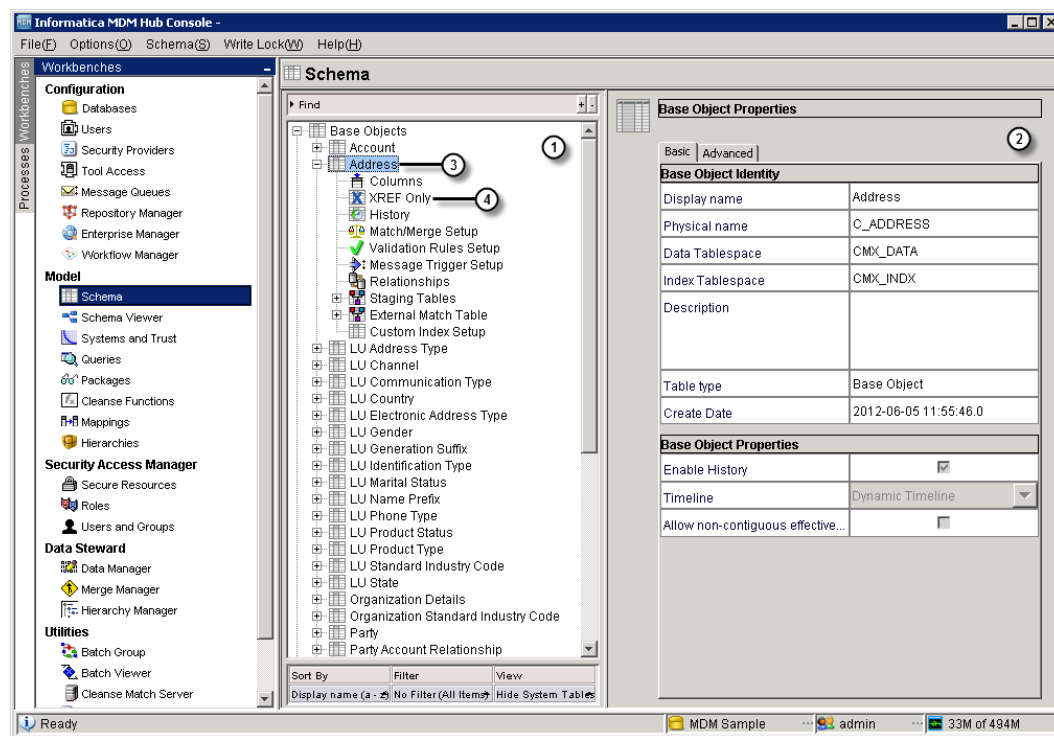 Informatica MDM Hub Console -
File(F) Options(O) Schema(S) Write Lock(W) Help(H)
Workbenches
Processes
Workbenches
Configuration
Databases
Users
Security Providers
Tool Access
Message Queues
Repository Manager
Enterprise Manager
Workflow Manager
Model
Schema
Schema Viewer
Systems and Trust
Queries
Packages
Cleanse Functions
Mappings
Hierarchies
Security Access Manager
Secure Resources
Roles
Users and Groups
Data Steward
Data Manager
Merge Manager
Hierarchy Manager
Utilities
Batch Group
Batch Viewer
Cleanse Match Server
Schema
Find
Base Objects
1
Account
Address 3
Columns
XREF Only 4
History
Match/Merge Setup
Validation Rules Setup
Message Trigger Setup
Relationships
Staging Tables
External Match Table
Custom Index Setup
LU Address Type
LU Channel
LU Communication Type
LU Country
LU Electronic Address Type
LU Gender
LU Generation Suffix
LU Identification Type
LU Marital Status
LU Name Prefix
LU Phone Type
LU Product Status
LU Product Type
LU Standard Industry Code
LU State
Organization Details
Organization Standard Industry Code
Party
Party Account Relationship
Sort By Filter View
Display name (a - z) No Filter (All Items) Hide System Tables
Base Object Properties
2
Basic Advanced
Base Object Identity
Display name Address
Physical name C_ADDRESS
Data Tablespace CMX_DATA
Index Tablespace CMX_INDX
Description
Table type Base Object
Create Date 2012-06-05 11:55:46.0
Base Object Properties
Enable History
Timeline Dynamic Timeline
Allow non-contiguous effective...
Ready MDM Sample admin 33M of 494M